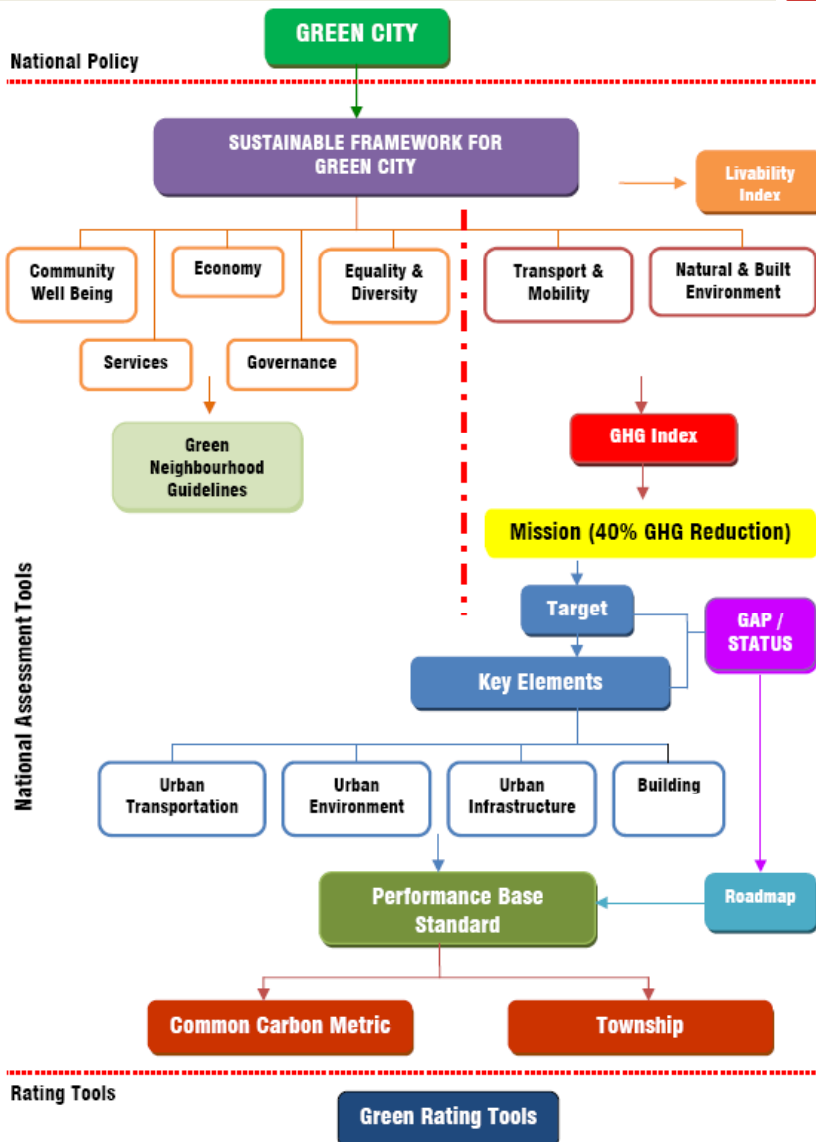 GREEN CITY
National Policy
SUSTAINABLE FRAMEWORK FOR
GREEN CITY
Livability
Index
Community
Well Being
Economy
Equality &
Diversity
Transport &
Mobility
Natural & Built
Environment
Services
Governance
Green
Neighbourhood
Guidelines
GHG Index
Mission (40% GHG Reduction)
National Assessment Tools
Target
GAP /
STATUS
Key Elements
Urban
Transportation
Urban
Environment
Urban
Infrastructure
Building
Performance Base
Standard
Roadmap
Common Carbon Metric
Township
Rating Tools
Green Rating Tools